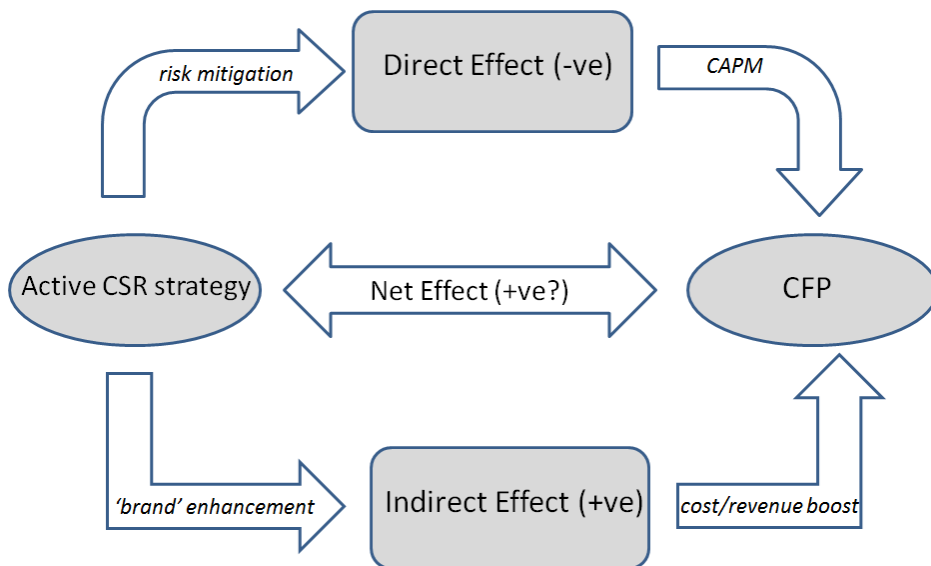 risk mitigation
Direct Effect (-ve)
CAPM
Active CSR strategy
Net Effect (+ve?)
CFP
‘brand’ enhancement
Indirect Effect (+ve)
cost/revenue boost